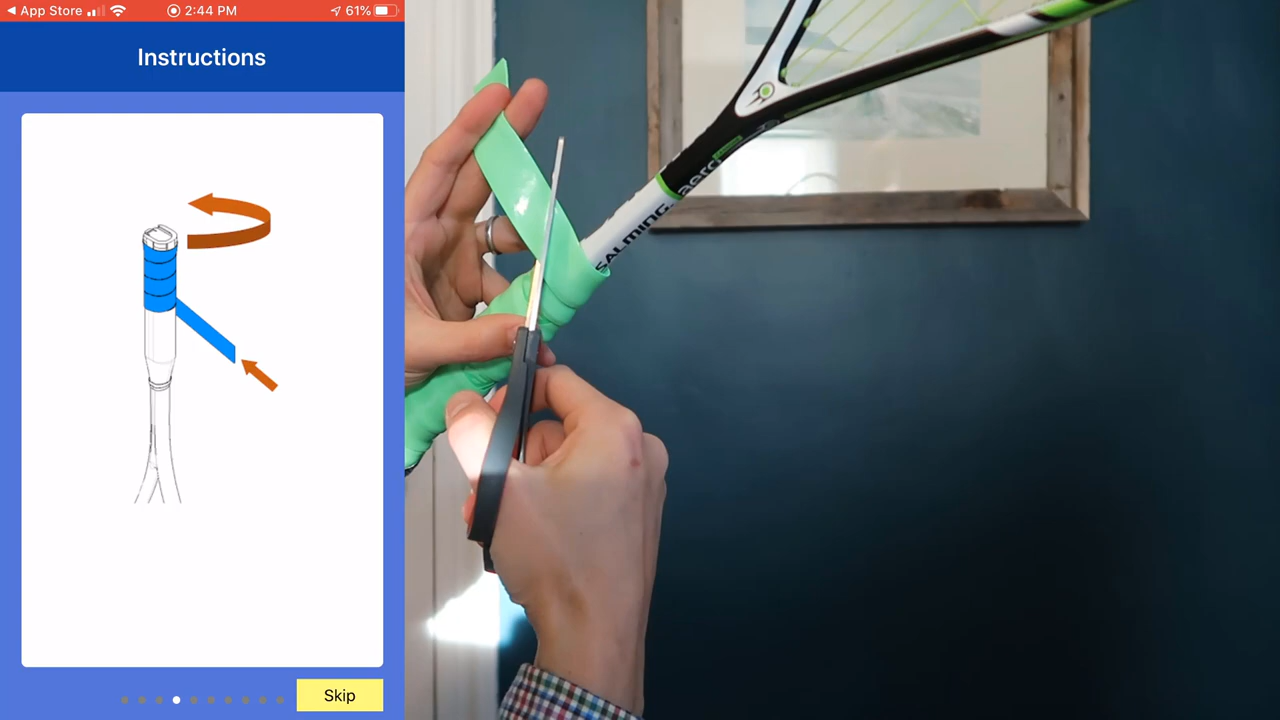 App Store
2:44 PM
61%
Instructions
Skip
SALMING.
aero